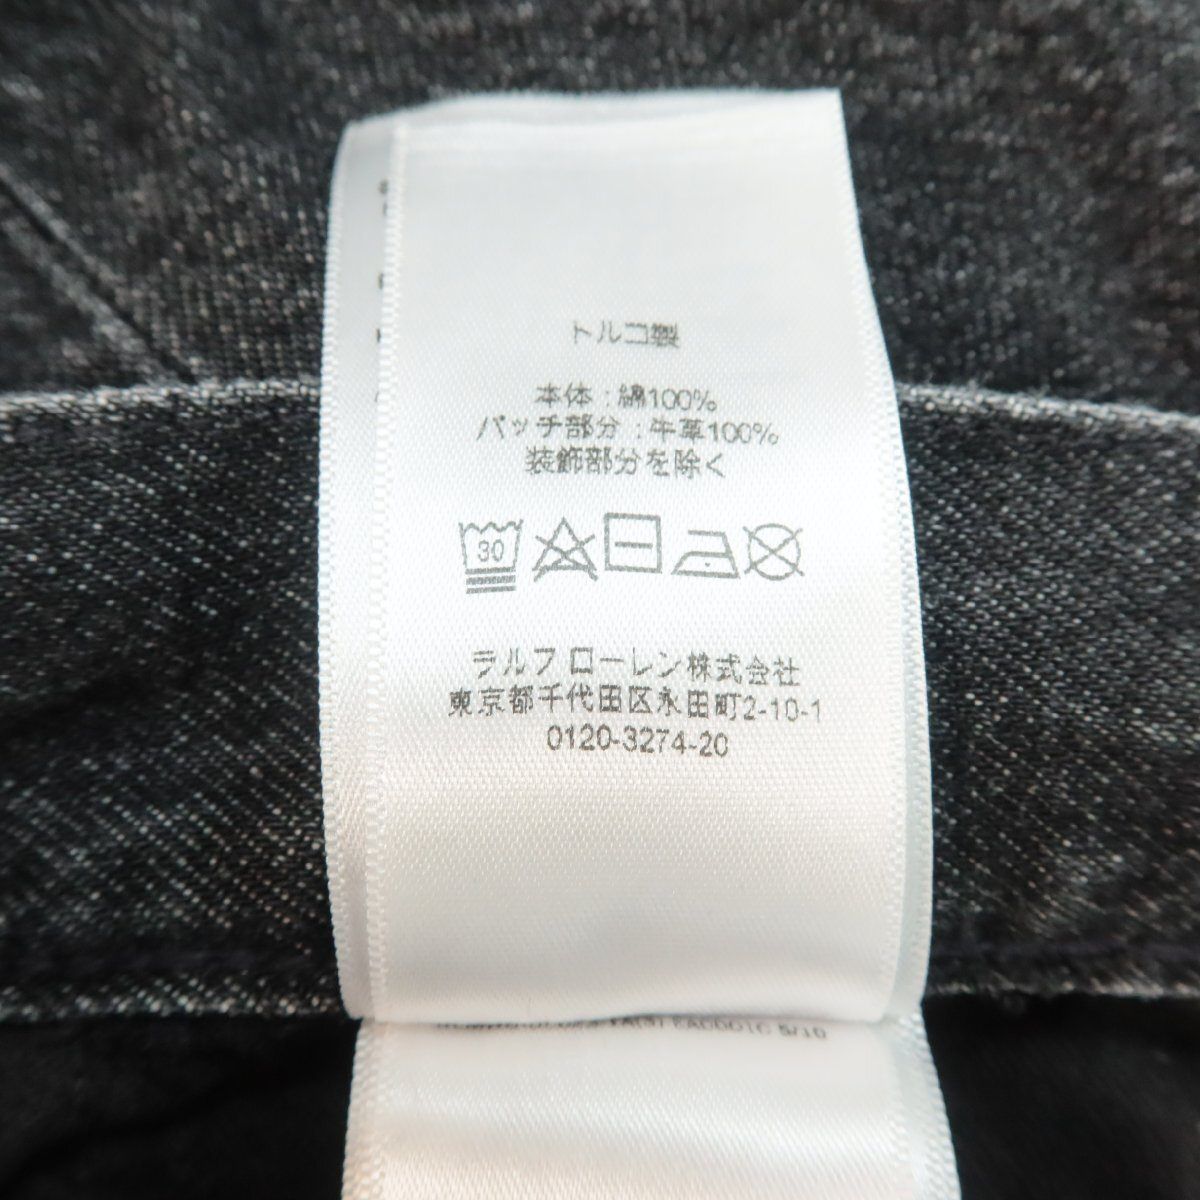 トルコ製
本体 : 綿100%
パッチ部分 : 牛革100%
装飾部分を除く
30
ラルフ ローレン株式会社
東京都千代田区永田町2-10-1
0120-3274-20
5/16